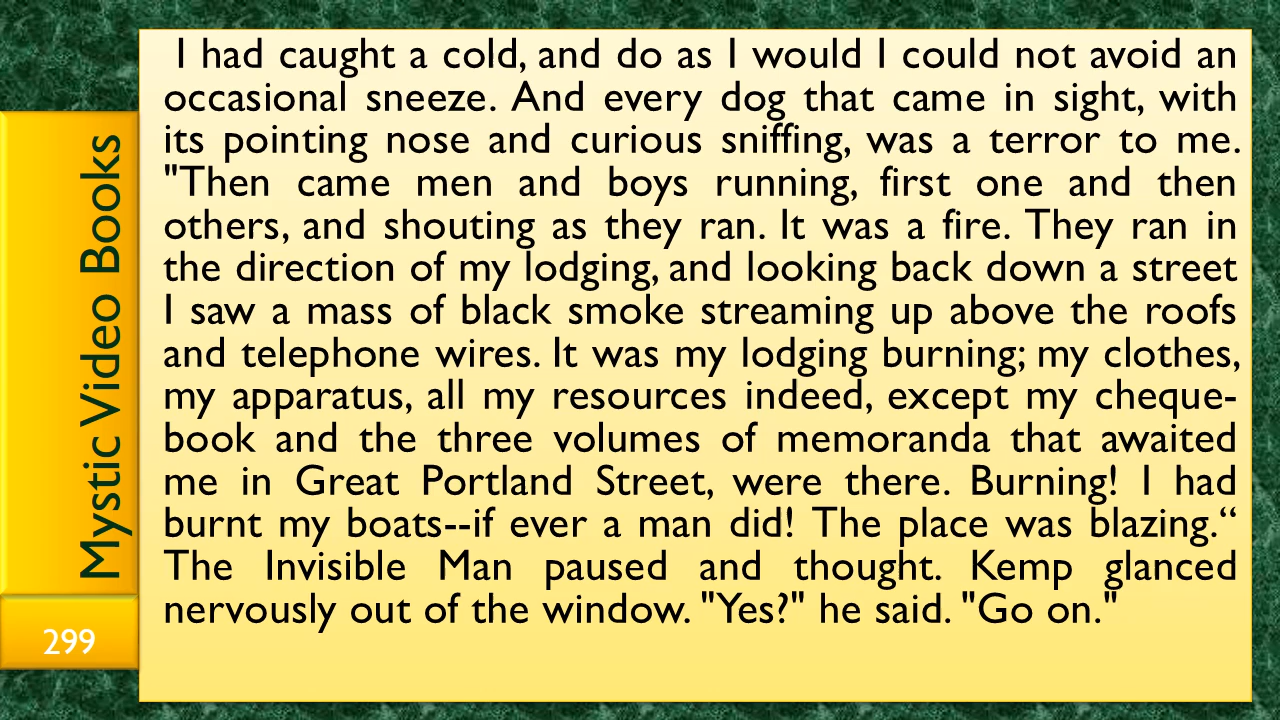 I had caught a cold, and do as I would I could not avoid an
occasional sneeze. And every dog that came in sight, with
its pointing nose and curious sniffing, was a terror to me.
"Then came men and boys running, first one and then
others, and shouting as they ran. It was a fire. They ran in
the direction of my lodging, and looking back down a street
I saw a mass of black smoke streaming up above the roofs
and telephone wires. It was my lodging burning; my clothes,
my apparatus, all my resources indeed, except my cheque-
book and the three volumes of memoranda that awaited
me in Great Portland Street, were there. Burning! I had
burnt my boats--if ever a man did! The place was blazing.“
The Invisible Man paused and thought. Kemp glanced
nervously out of the window. "Yes?" he said. "Go on."
Mystic Video Books
299